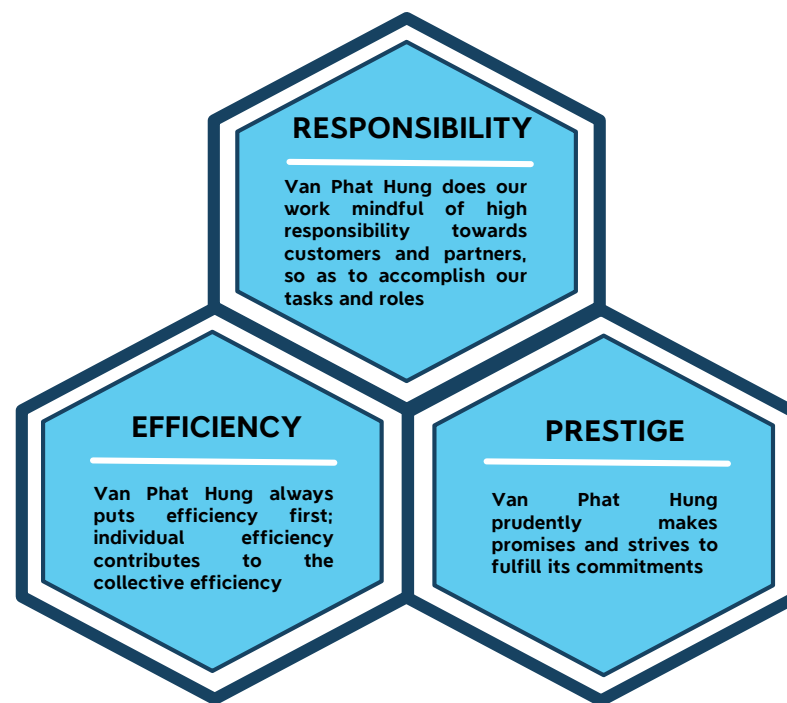 RESPONSIBILITY
Van Phat Hung does our
work mindful of high
responsibility towards
customers and partners,
so as to accomplish our
tasks and roles
EFFICIENCY
Van Phat Hung always
puts efficiency first;
individual efficiency
contributes to the
collective efficiency
PRESTIGE
Van Phat Hung
prudently makes
promises and strives to
fulfill its commitments